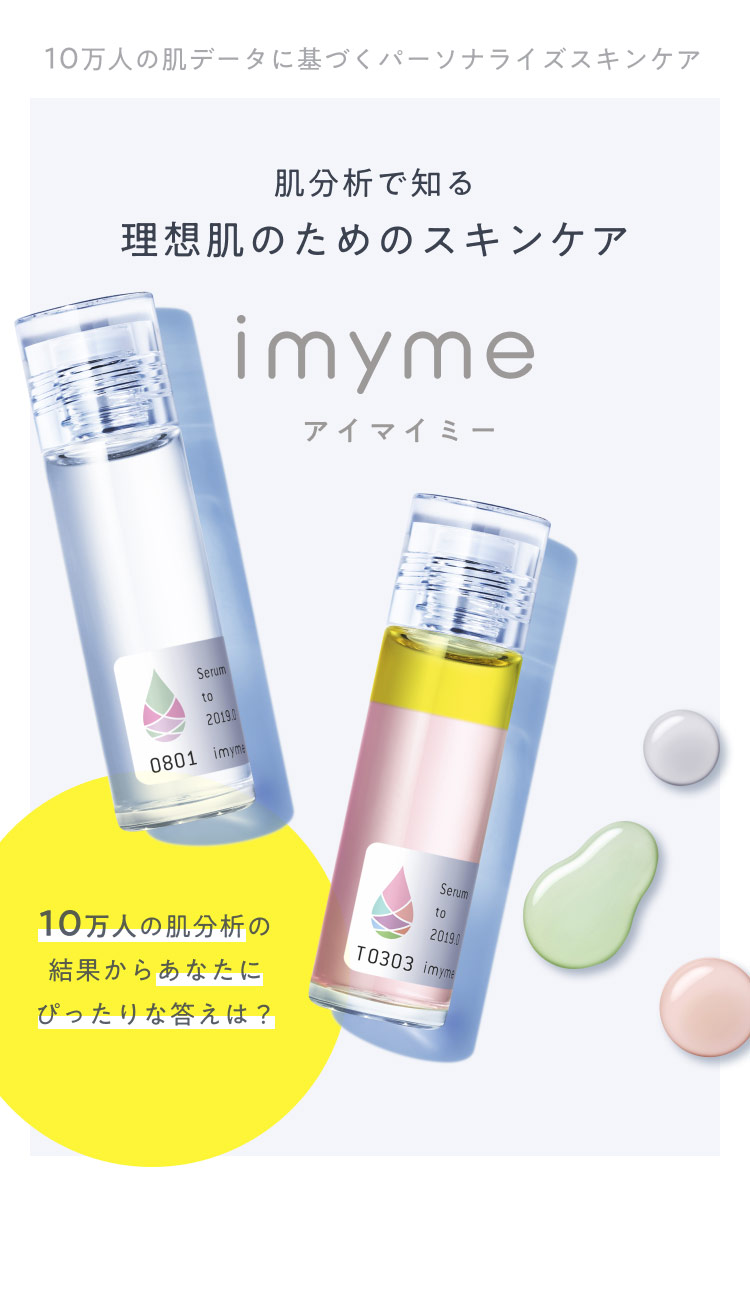 10万人の肌データに基づくパーソナライズスキンケア
肌分析で知る
理想肌のためのスキンケア
imyme
アイマイミー
Serum
to
2019.0
0801 imyme
Serum
to
2019.0
T0303 imyme
10万人の肌分析の
結果からあなたに
ぴったりな答えは？